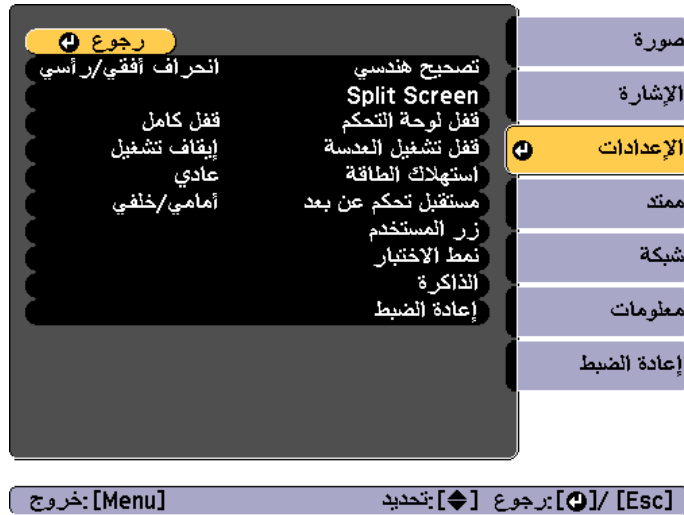 صورة
الإشارة
الإعدادات
ممتد
شبكة
معلومات
إعادة الضبط
رجوع
تصحيح هندسي انحراف أفقي/رأسي
Split Screen
قفل لوحة التحكم قفل كامل
قفل تشغيل العدسة إيقاف تشغيل
استهلاك الطاقة عادي
مستقبل تحكم عن بعد أمامي/خلفي
زر المستخدم
نمط الاختبار
الذاكرة
إعادة الضبط
[Esc] /[]:رجوع []:تحديد [Menu]:خروج